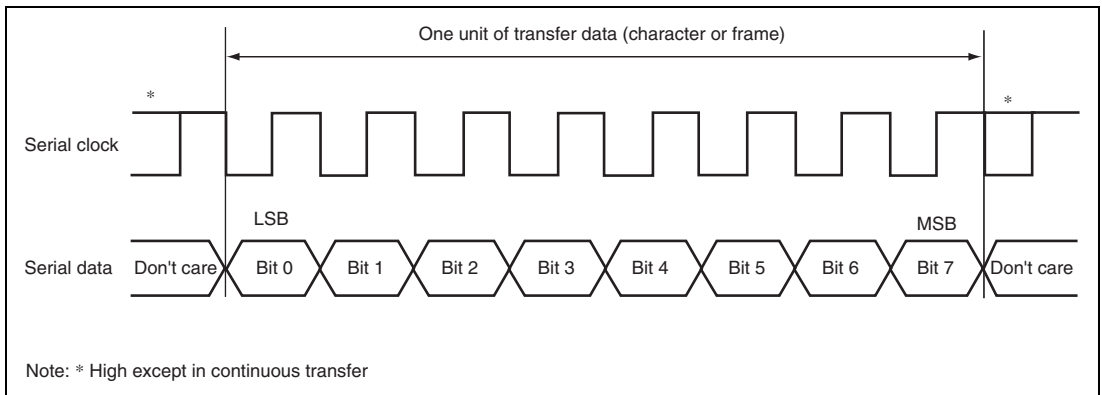 One unit of transfer data (character or frame)
* *
Serial clock
LSB MSB
Serial data Don't care Bit 0 Bit 1 Bit 2 Bit 3 Bit 4 Bit 5 Bit 6 Bit 7 Don't care
Note: * High except in continuous transfer